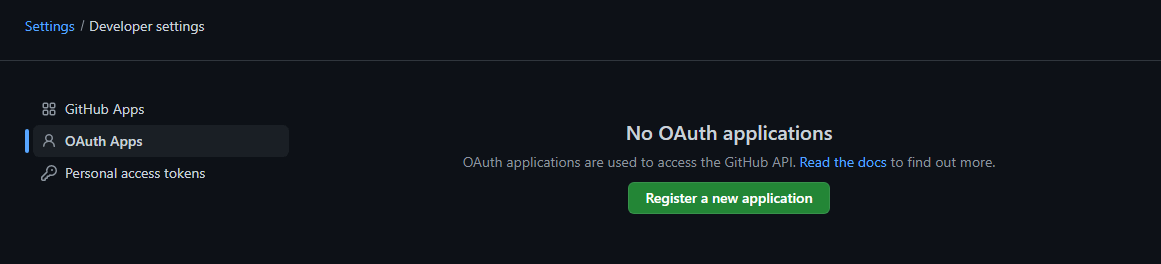 Settings / Developer settings
GitHub Apps
OAuth Apps
Personal access tokens
No OAuth applications
OAuth applications are used to access the GitHub API. Read the docs to find out more.
Register a new application